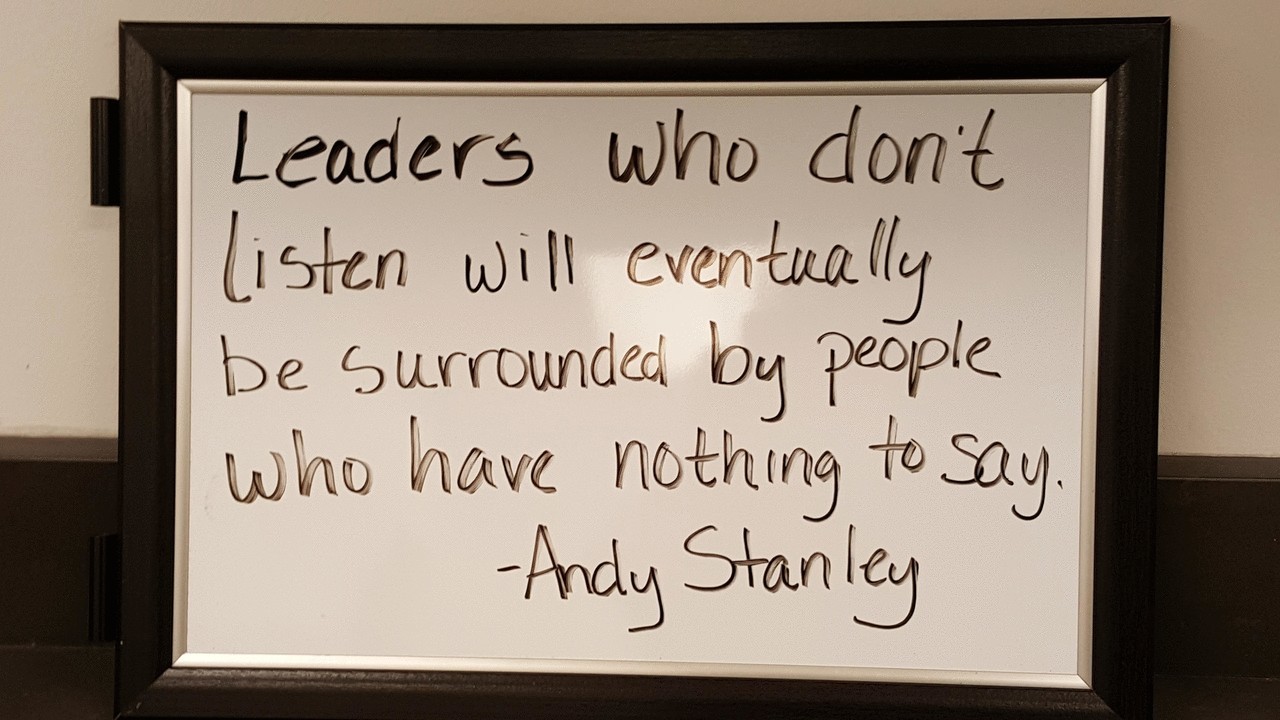 Leaders who don't
listen will eventually
be surrounded by people
who have nothing to say.
-Andy Stanley